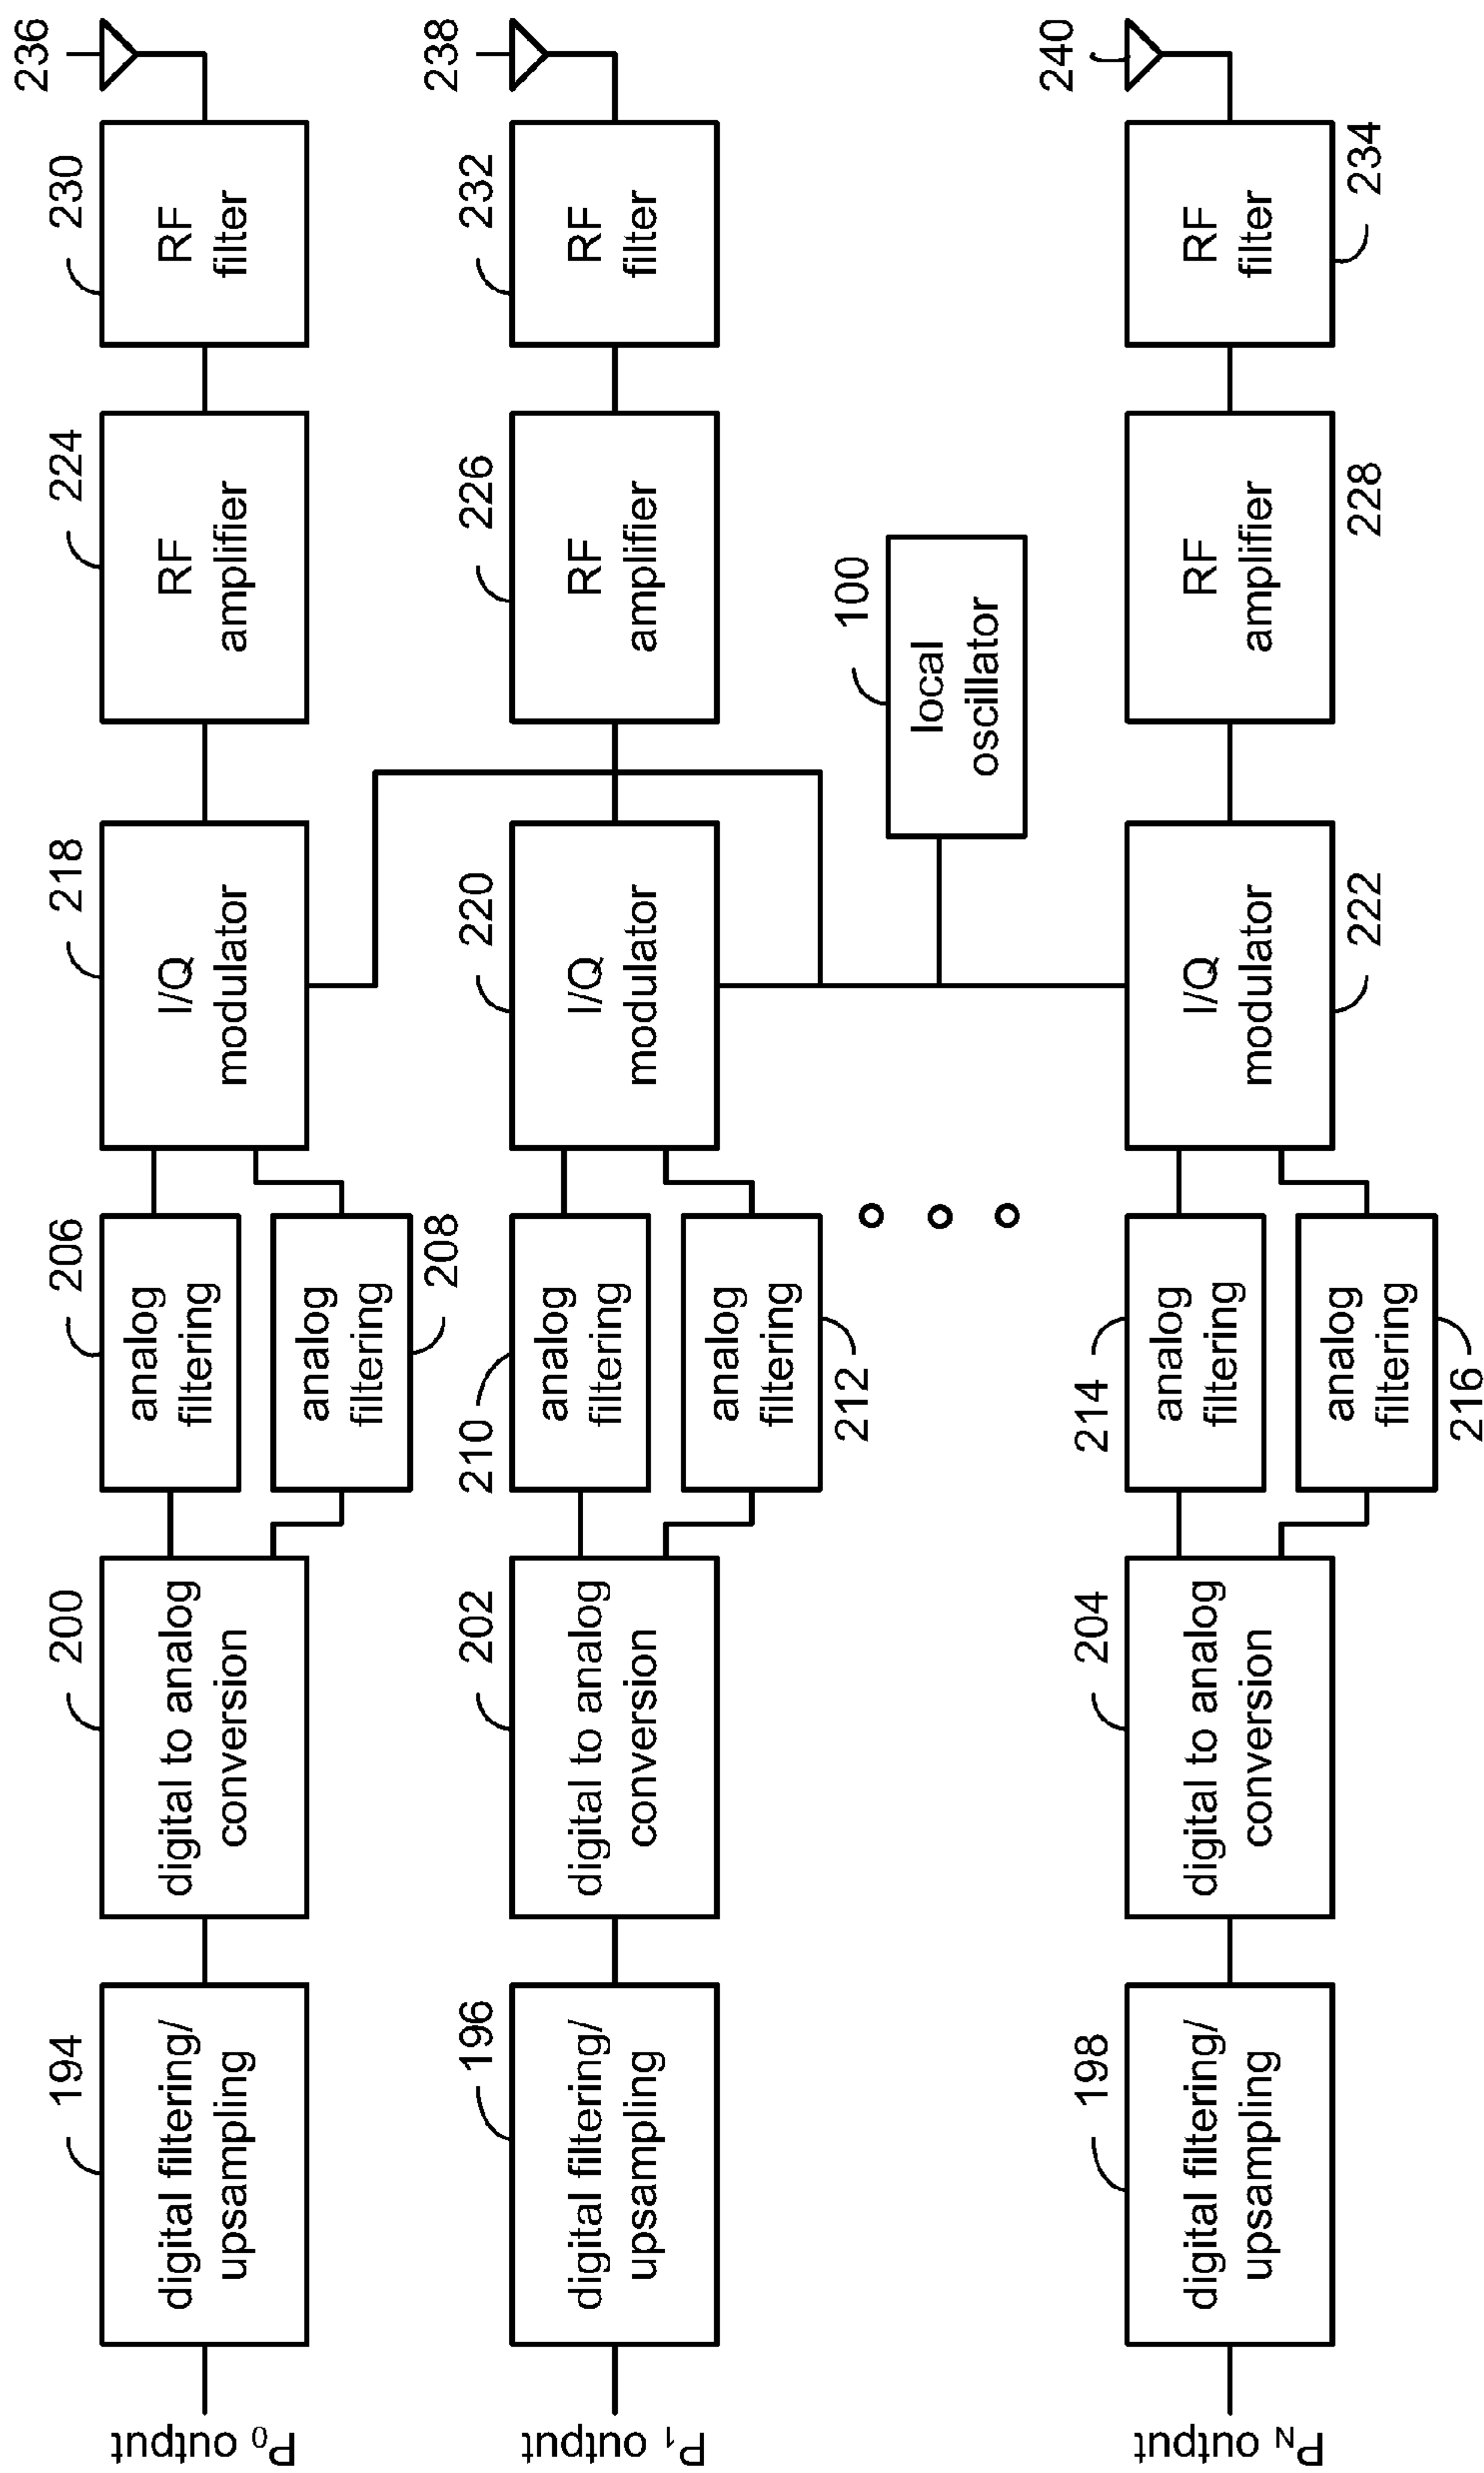 P0 output
194
digital filtering/
upsampling
200
digital to analog
conversion
206
analog
filtering
analog
filtering
208
218
I/Q
modulator
224
RF
amplifier
230
RF
filter
236
P1 output
196
digital filtering/
upsampling
202
digital to analog
conversion
210
analog
filtering
analog
filtering
212
220
I/Q
modulator
226
RF
amplifier
232
RF
filter
238
100
local
oscillator
PN output
198
digital filtering/
upsampling
204
digital to analog
conversion
214
analog
filtering
analog
filtering
216
I/Q
modulator
222
RF
amplifier
228
RF
filter
234
240